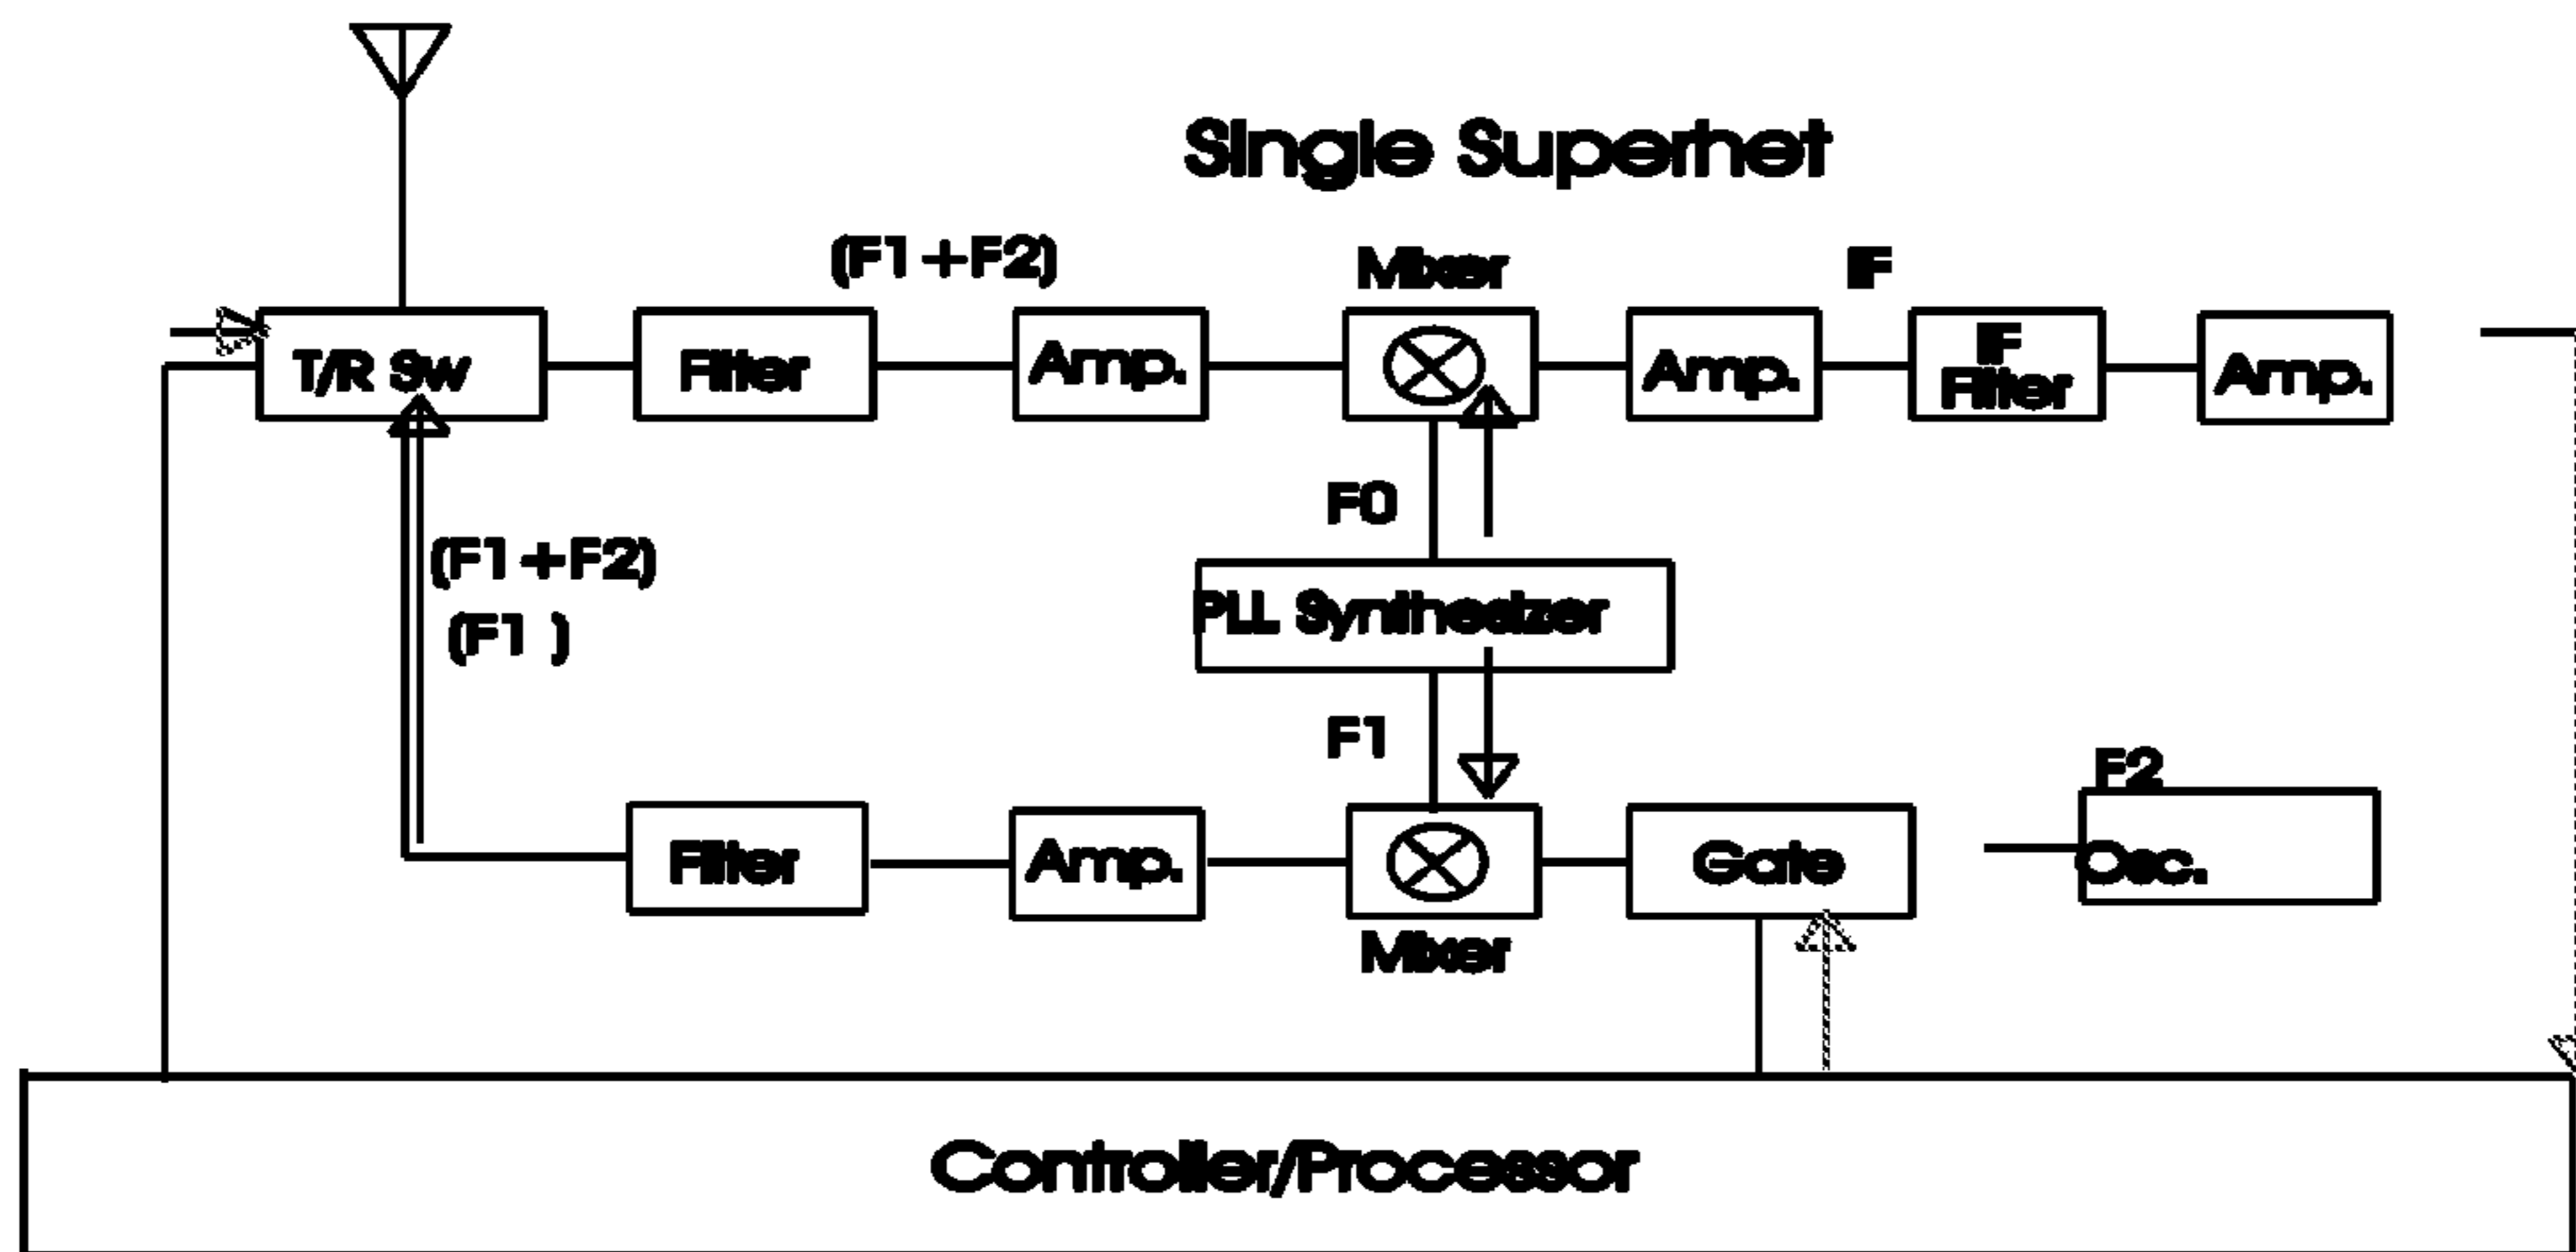 Single Superhet
(F1+F2)
Mixer
IF
T/R Sw
Filter
Amp.
Amp.
IF
Filter
Amp.
F0
(F1+F2)
(F1 )
PLL Synthesizer
F1
F2
Filter
Amp.
Gate
Osc.
Mixer
Controller/Processor